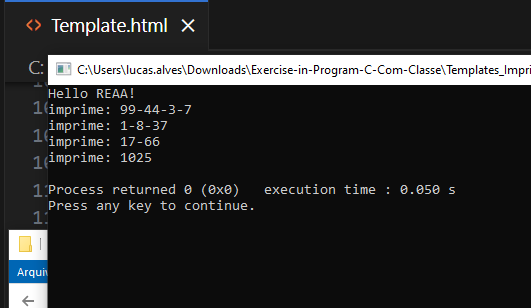 <> Template.html ×
C:
C:\Users\lucas.alves\Downloads\Exercise-in-Program-C-Com-Classe\Templates_Impri
Hello REAA!
imprime: 99-44-3-7
imprime: 1-8-37
imprime: 17-66
imprime: 1025
Process returned 0 (0x0)   execution time : 0.050 s
Press any key to continue.
Arquiv